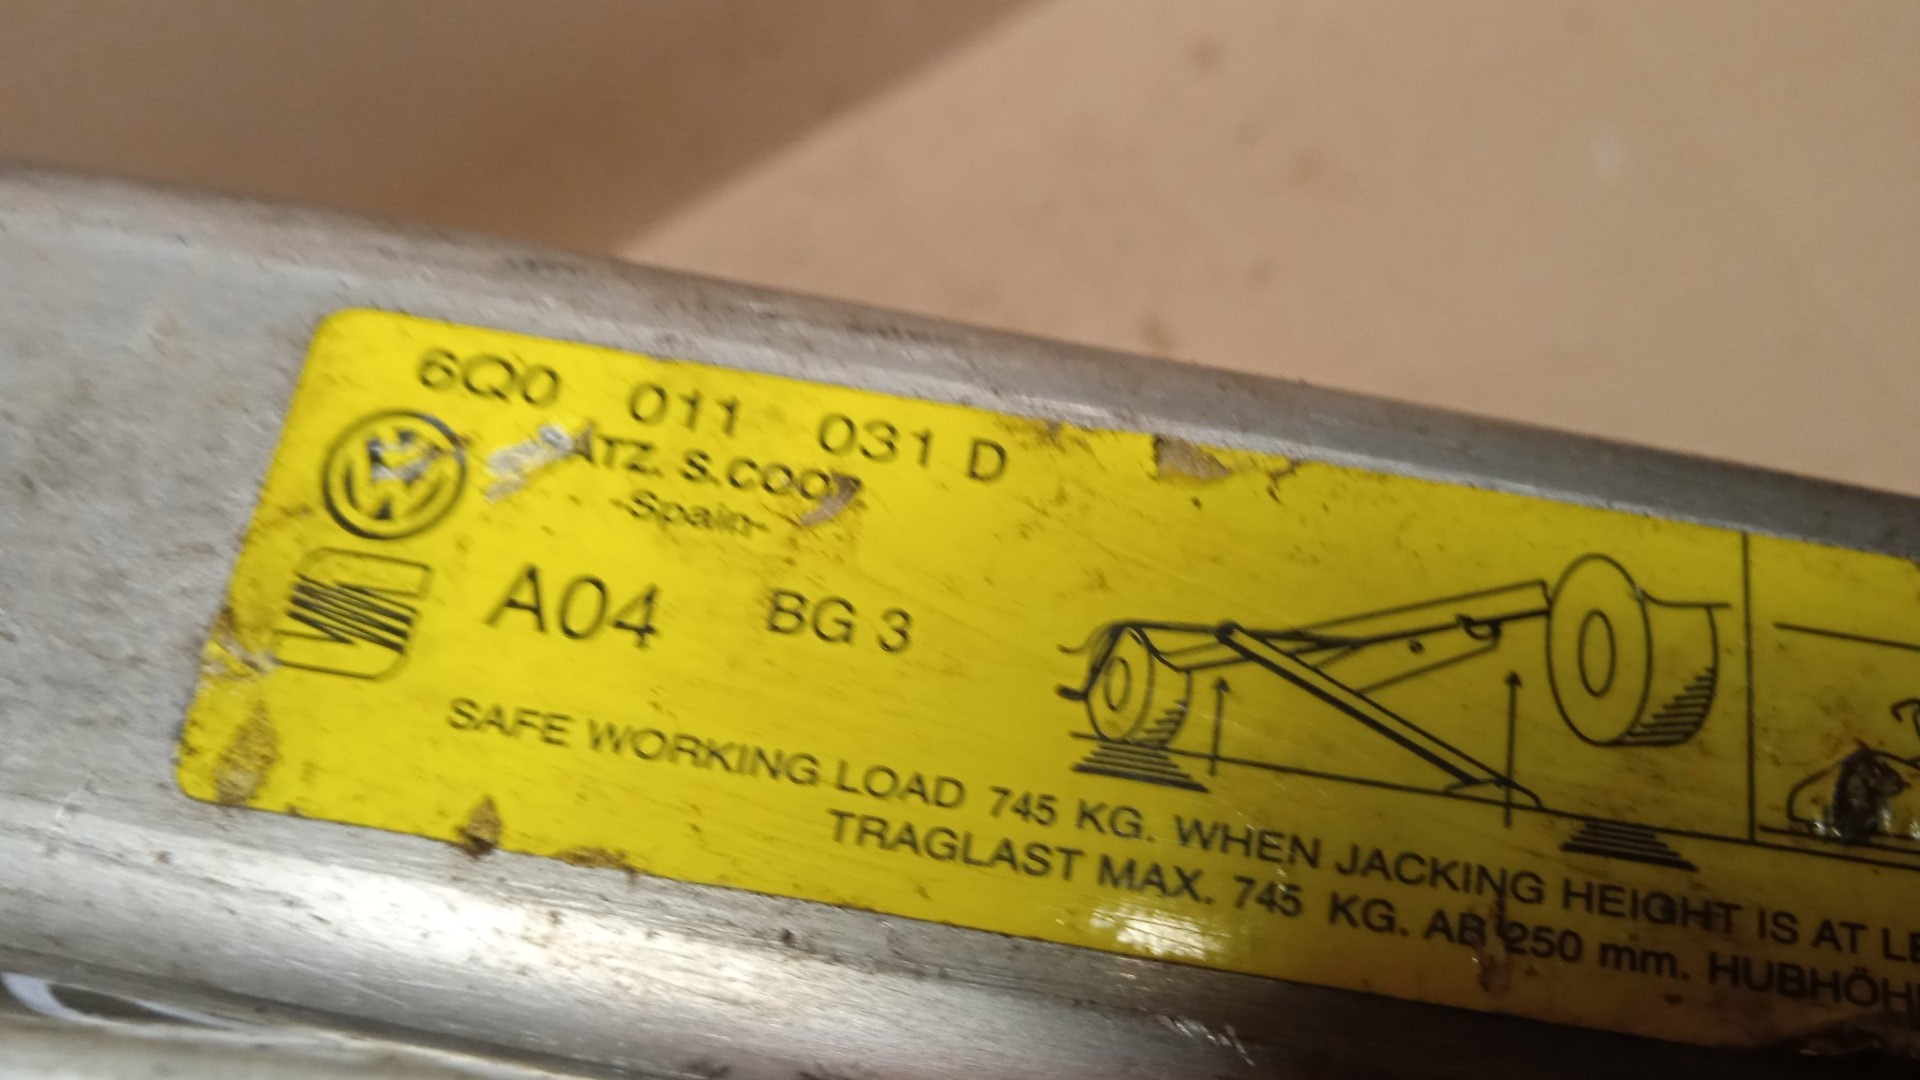 6Q0 011 031 D
S.COOP
-Spain-
A04 BG 3
SAFE WORKING LOAD 745 KG. WHEN JACKING HEIGHT IS AT
TRAGLAST MAX. 745 KG. AB 250 mm.